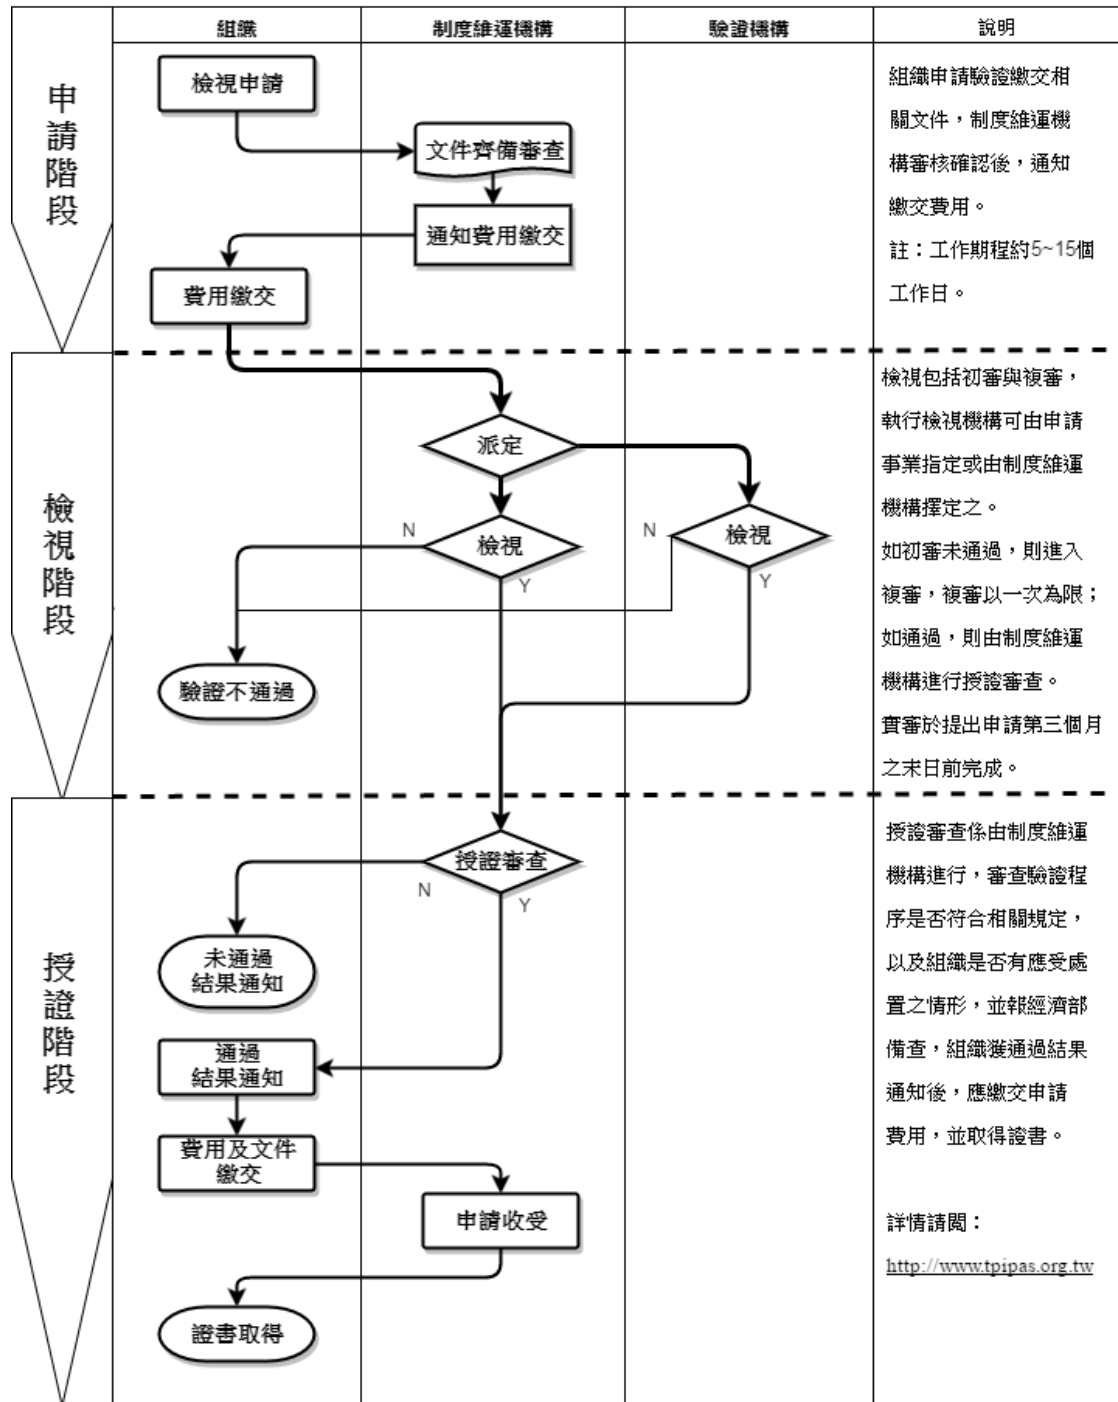 組織
制度維運機構
驗證機構
說明
申
請
階
段
檢視申請
文件齊備審查
通知費用繳交
費用繳交
組織申請驗證繳交相
關文件，制度維運機
構審核確認後，通知
繳交費用。
註：工作期程約5~15個
工作日。
檢
視
階
段
派定
N
檢視
Y
N
檢視
Y
驗證不通過
檢視包括初審與複審，
執行檢視機構可由申請
事業指定或由制度維運
機構擇定之。
如初審未通過，則進入
複審，複審以一次為限；
如通過，則由制度維運
機構進行授證審查。
實審於提出申請第三個月
之末日前完成。
授
證
階
段
授證審查
N
Y
未通過
結果通知
通過
結果通知
費用及文件
繳交
申請收受
證書取得
授證審查係由制度維運
機構進行，審查驗證程
序是否符合相關規定，
以及組織是否有應受處
置之情形，並報經濟部
備查，組織獲通過結果
通知後，應繳交申請
費用，並取得證書。
詳情請閱：
http://www.tpipas.org.tw